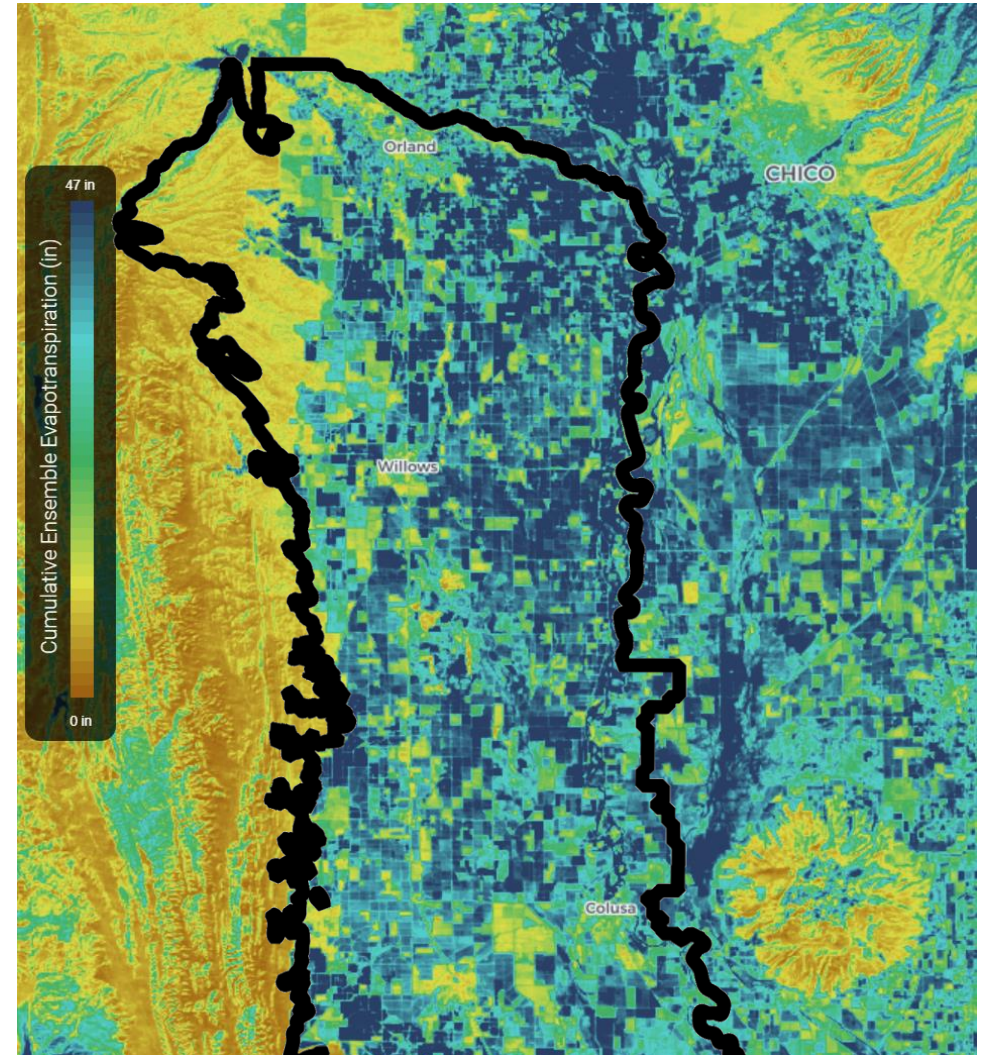 Orland
CHICO
47 in
Cumulative Ensemble Evapotranspiration (in)
Willows
0 in
Colusa